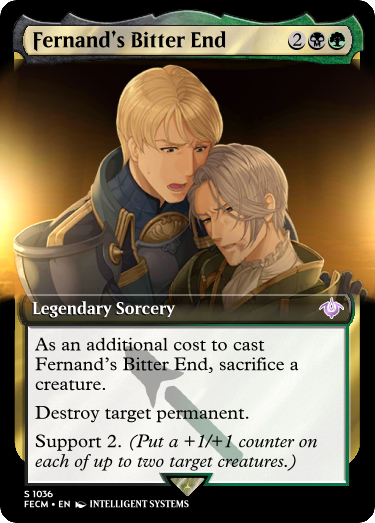 Fernand's Bitter End 2
Legendary Sorcery
As an additional cost to cast
Fernand's Bitter End, sacrifice a
creature.
Destroy target permanent.
Support 2. (Put a +1/+1 counter on
each of up to two target creatures.)
S 1036
FECM • EN INTELLIGENT SYSTEMS